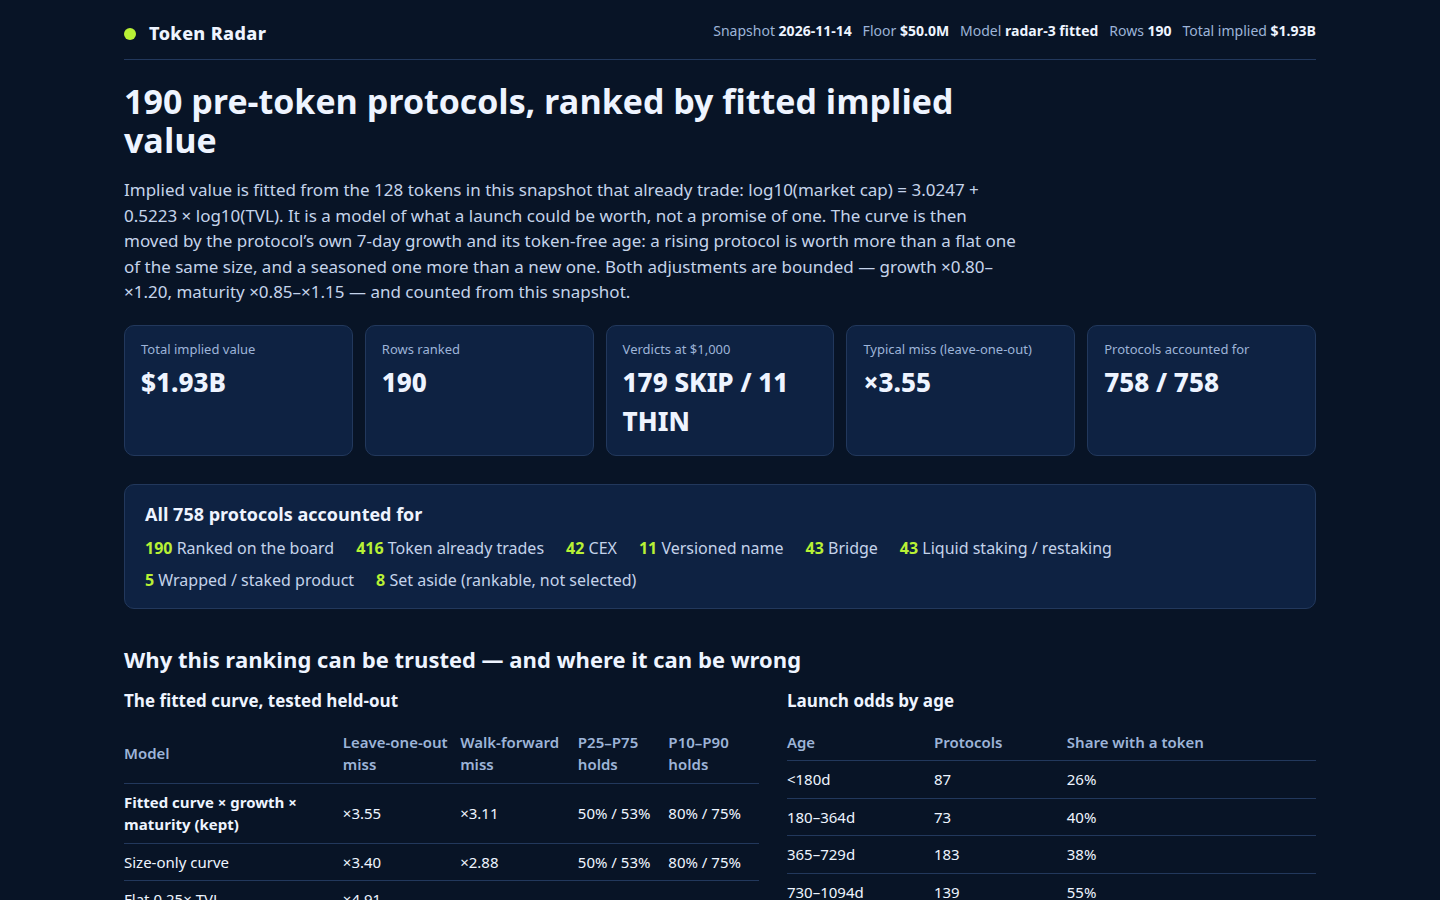 Token Radar
Snapshot 2026-11-14 Floor $50.0M Model radar-3 fitted Rows 190 Total implied $1.93B
190 pre-token protocols, ranked by fitted implied
value
Implied value is fitted from the 128 tokens in this snapshot that already trade: log10(market cap) = 3.0247 +
0.5223 × log10(TVL). It is a model of what a launch could be worth, not a promise of one. The curve is then
moved by the protocol’s own 7-day growth and its token-free age: a rising protocol is worth more than a flat one
of the same size, and a seasoned one more than a new one. Both adjustments are bounded — growth ×0.80–
×1.20, maturity ×0.85–×1.15 — and counted from this snapshot.
Total implied value
$1.93B
Rows ranked
190
Verdicts at $1,000
179 SKIP / 11
THIN
Typical miss (leave-one-out)
×3.55
Protocols accounted for
758 / 758
All 758 protocols accounted for
190 Ranked on the board 416 Token already trades 42 CEX 11 Versioned name 43 Bridge 43 Liquid staking / restaking
5 Wrapped / staked product 8 Set aside (rankable, not selected)
Why this ranking can be trusted — and where it can be wrong
The fitted curve, tested held-out
Model Leave-one-out miss Walk-forward miss P25–P75 holds P10–P90 holds
Fitted curve × growth × maturity (kept) ×3.55 ×3.11 50% / 53% 80% / 75%
Size-only curve ×3.40 ×2.88 50% / 53% 80% / 75%
Flat 0.25× TVL ×4.91
Launch odds by age
Age Protocols Share with a token
<180d 87 26%
180–364d 73 40%
365–729d 183 38%
730–1094d 139 55%